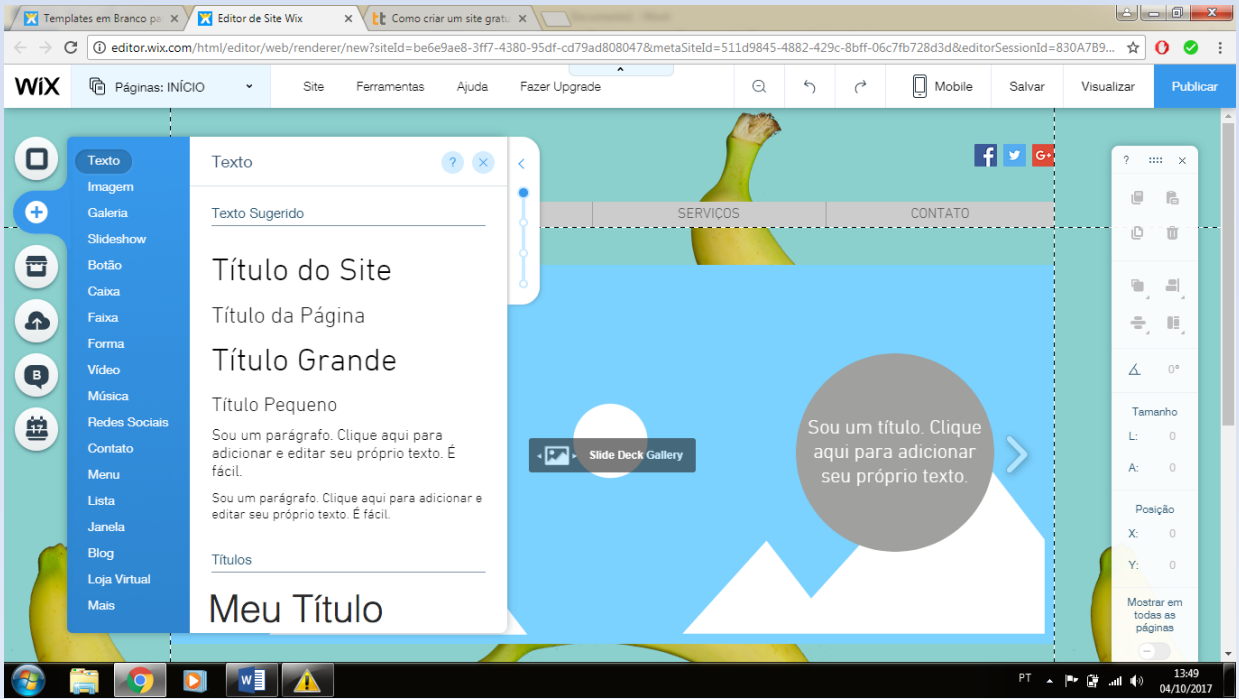 Templates em Branco pa
Editor de Site Wix
Como criar um site gratu
editor.wix.com/html/editor/web/renderer/new?siteId=be6e9ae8-3ff7-4380-95df-cd79ad808047&metaSiteId=511d9845-4882-429c-8bff-06c7fb728d3d&editorSessionId=830A7B9...
WiX
Páginas: INÍCIO
Site
Ferramentas
Ajuda
Fazer Upgrade
Mobile
Salvar
Visualizar
Publicar
Texto
Imagem
Galeria
Slideshow
Botão
Caixa
Faixa
Forma
Vídeo
Música
Redes Sociais
Contato
Menu
Lista
Janela
Blog
Loja Virtual
Mais
B
17
Texto
?
Texto Sugerido
Título do Site
Título da Página
Título Grande
Título Pequeno
Sou um parágrafo. Clique aqui para
adicionar e editar seu próprio texto. É
fácil.
Sou um parágrafo. Clique aqui para adicionar e
editar seu próprio texto. É fácil.
Títulos
Meu Título
f
G+
SERVIÇOS
CONTATO
Slide Deck Gallery
Sou um título. Clique
aqui para adicionar
seu próprio texto.
?
0°
Tamanho
L: 0
A: 0
Posição
X: 0
Y: 0
Mostrar em
todas as
páginas
W
PT
13:49
04/10/2017